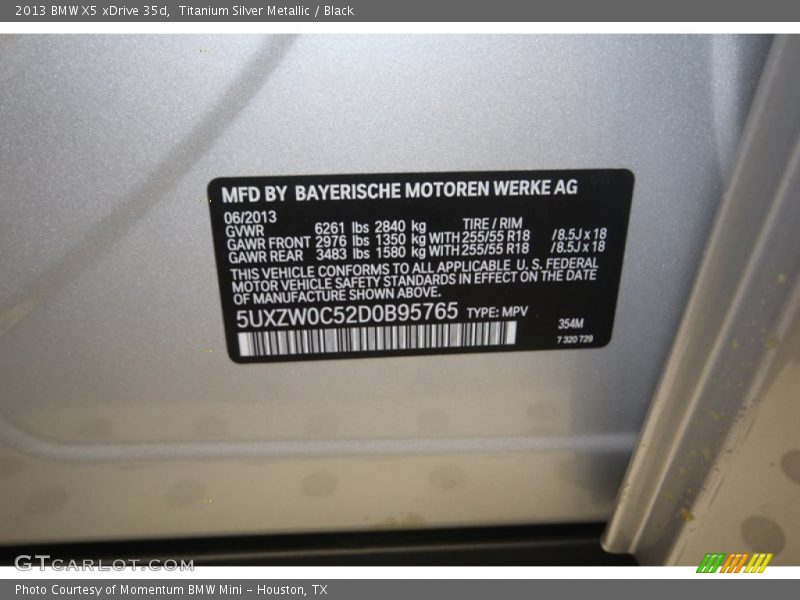 2013 BMW X5 xDrive 35d,  Titanium Silver Metallic / Black
MFD BY BAYERISCHE MOTOREN WERKE AG
06/2013
GVWR 6261 lbs 2840 kg TIRE / RIM
GAWR FRONT 2976 lbs 1350 kg WITH 255/55 R18 /8.5J x 18
GAWR REAR 3483 lbs 1580 kg WITH 255/55 R18 /8.5J x 18
THIS VEHICLE CONFORMS TO ALL APPLICABLE U.S. FEDERAL
MOTOR VEHICLE SAFETY STANDARDS IN EFFECT ON THE DATE
OF MANUFACTURE SHOWN ABOVE.
5UXZW0C52D0B95765 TYPE: MPV
354M
7 320 729
GTCARLOT.COM
Photo Courtesy of Momentum BMW Mini - Houston, TX